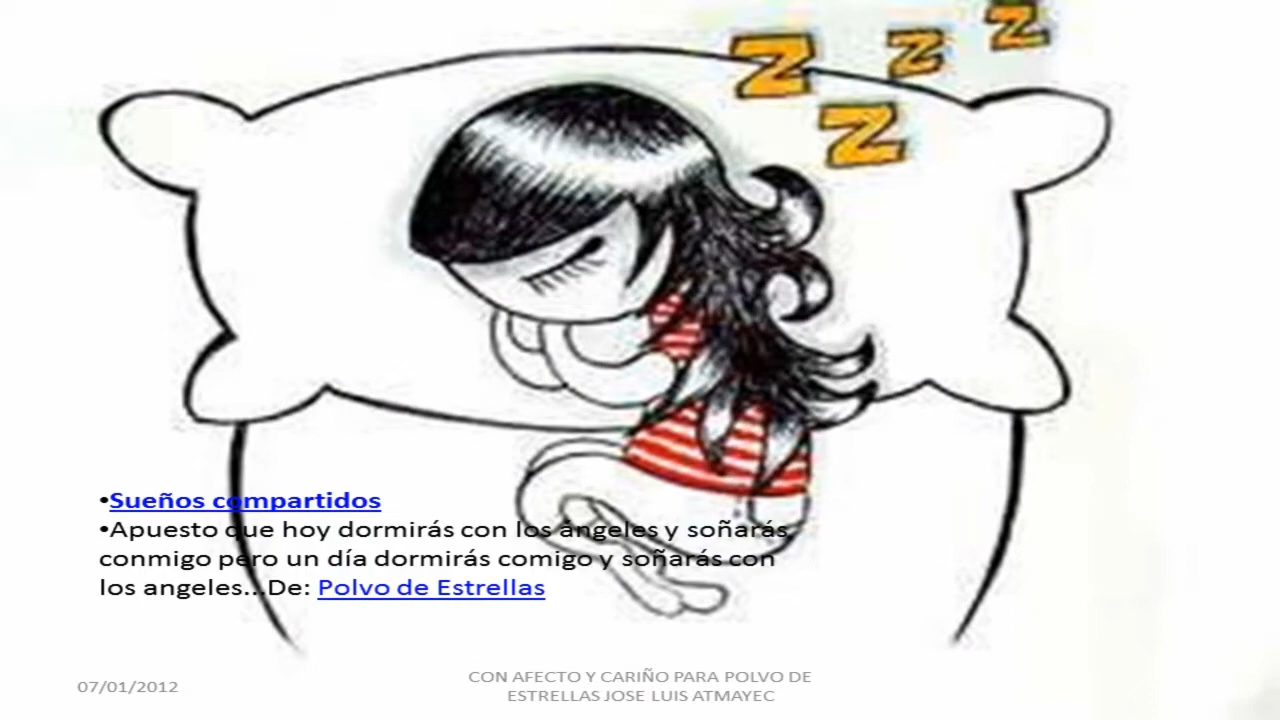 Z Z Z
Z
•Sueños compartidos
•Apuesto que hoy dormirás con los ángeles y soñarás
conmigo pero un día dormirás comigo y soñarás con
los angeles...De: Polvo de Estrellas
07/01/2012
CON AFECTO Y CARIÑO PARA POLVO DE
ESTRELLAS JOSE LUIS ATMAYEC